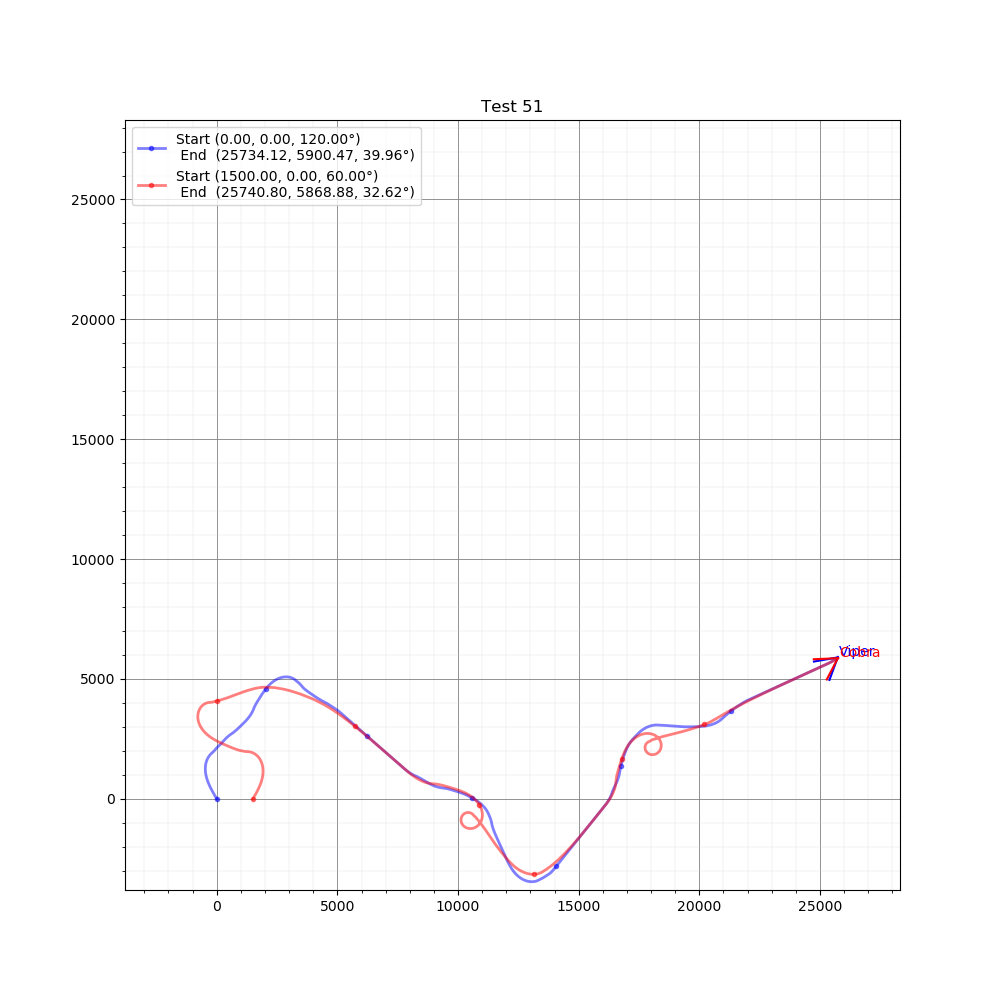 Test 51
Start (0.00, 0.00, 120.00°)
End  (25734.12, 5900.47, 39.96°)
Start (1500.00, 0.00, 60.00°)
End  (25740.80, 5868.88, 32.62°)
25000
20000
15000
10000
5000
0
Viper
Cobra
0 5000 10000 15000 20000 25000